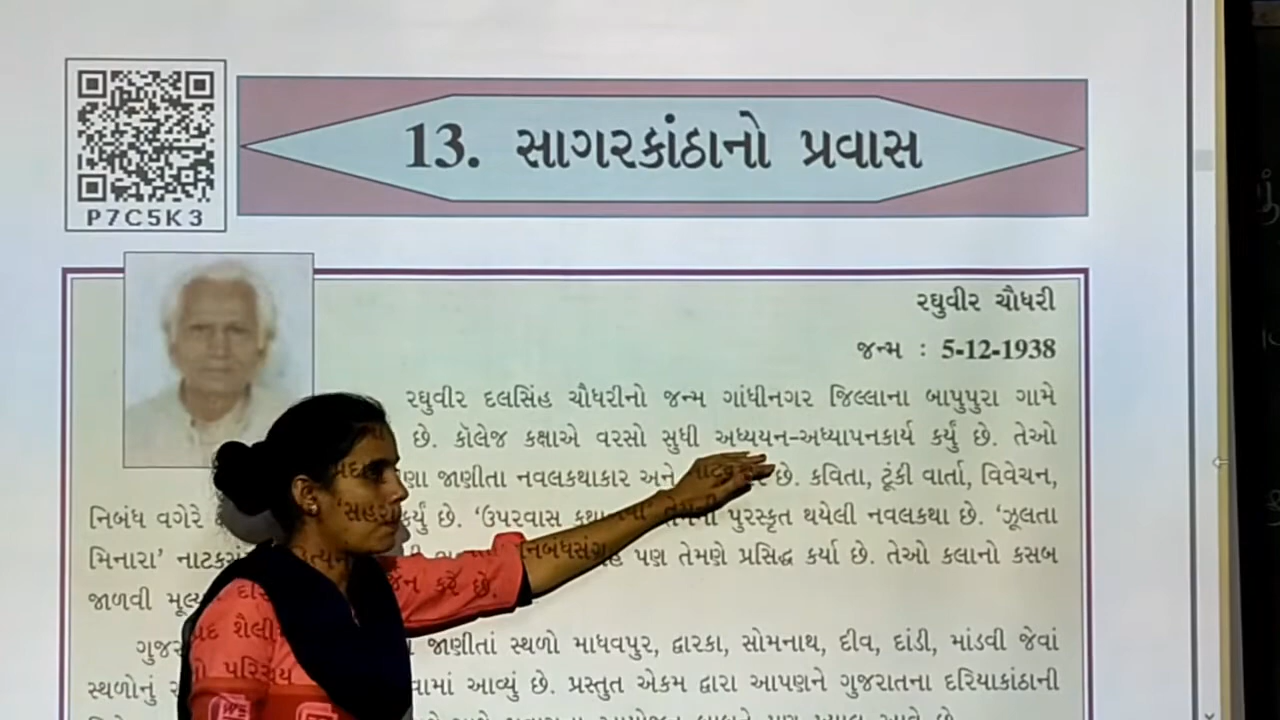 P7C5K3
13. સાગરકાંઠાનો પ્રવાસ
રઘુવીર ચૌધરી
જન્મ : 5-12-1938
રઘુવીર દલસિંહ ચૌધરીનો જન્મ ગાંધીનગર જિલ્લાના બાપુપુરા ગામે
છે. કૉલેજ કક્ષાએ વરસો સુધી અધ્યયન-અધ્યાપનકાર્ય કર્યું છે. તેઓ
જાણીતા નવલકથાકાર અને છે. કવિતા, ટૂંકી વાર્તા, વિવેચન,
નિબંધ વગેરે કર્યું છે. ‘ઉપરવાસ તેમની પુરસ્કૃત થયેલી નવલકથા છે. ‘ઝૂલતા
મિનારા’ નિબંધસંગ્રહ પણ તેમણે પ્રસિદ્ધ કર્યા છે. તેઓ કલાનો કસબ
જાળવી કરે છે.
જાણીતાં સ્થળો માધવપુર, દ્વારકા, સોમનાથ, દીવ, દાંડી, માંડવી જેવાં
સ્થળોનું પરિચય આવ્યું છે. પ્રસ્તુત એકમ દ્વારા આપણને ગુજરાતના દરિયાકાંઠાની